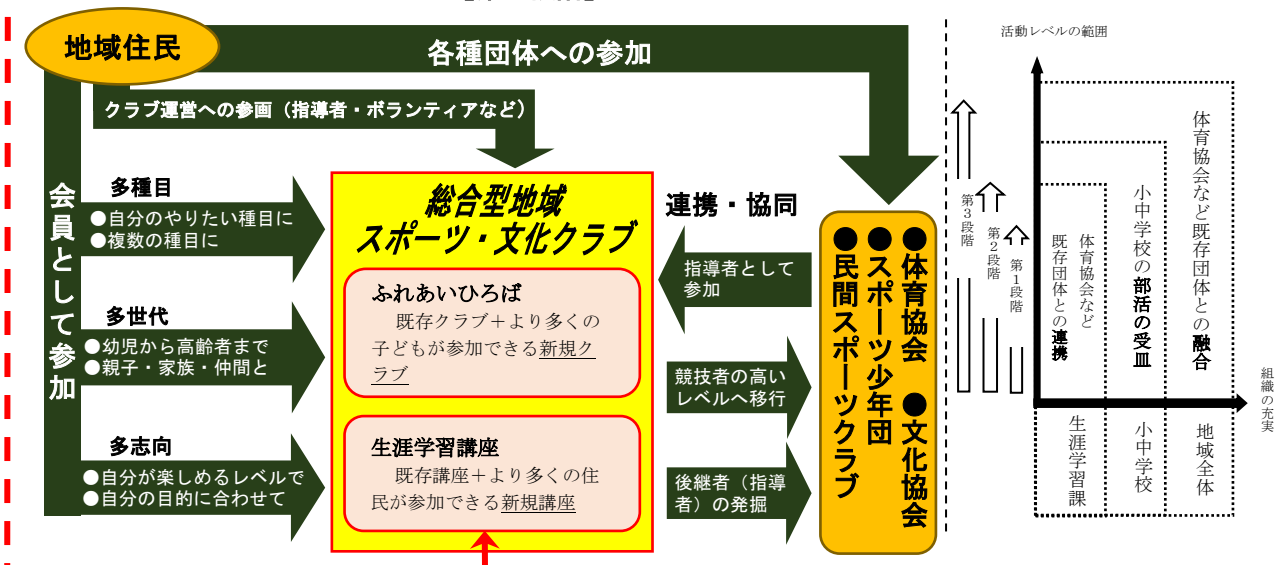 地域住民
各種団体への参加
クラブ運営への参画（指導者・ボランティアなど）
会員として参加
多種目
●自分のやりたい種目に
●複数の種目に
多世代
●幼児から高齢者まで
●親子・家族・仲間と
多志向
●自分が楽しめるレベルで
●自分の目的に合わせて
総合型地域
スポーツ・文化クラブ
ふれあいひろば
既存クラブ＋より多くの
子どもが参加できる新規ク
ラブ
生涯学習講座
既存講座＋より多くの住
民が参加できる新規講座
連携・協同
指導者として
参加
競技者の高い
レベルへ移行
後継者（指導
者）の発掘
●体育協会　●文化協会
●スポーツ少年団
●民間スポーツクラブ
活動レベルの範囲
第3段階
第2段階
第1段階
体育協会など
既存団体との連携
小中学校の部活の受皿
体育協会など既存団体との融合
組織の充実
生涯学習課
小中学校
地域全体